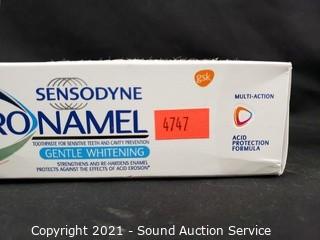 SENSODYNE
gsk
MULTI-ACTION
RONAMEL
4747
TOOTHPASTE FOR SENSITIVE TEETH AND CAVITY PREVENTION
ACID
PROTECTION
FORMULA
GENTLE WHITENING
STRENGTHENS AND RE-HARDENS ENAMEL
PROTECTS AGAINST THE EFFECTS OF ACID EROSION*
Copyright 2021 - Sound Auction Service